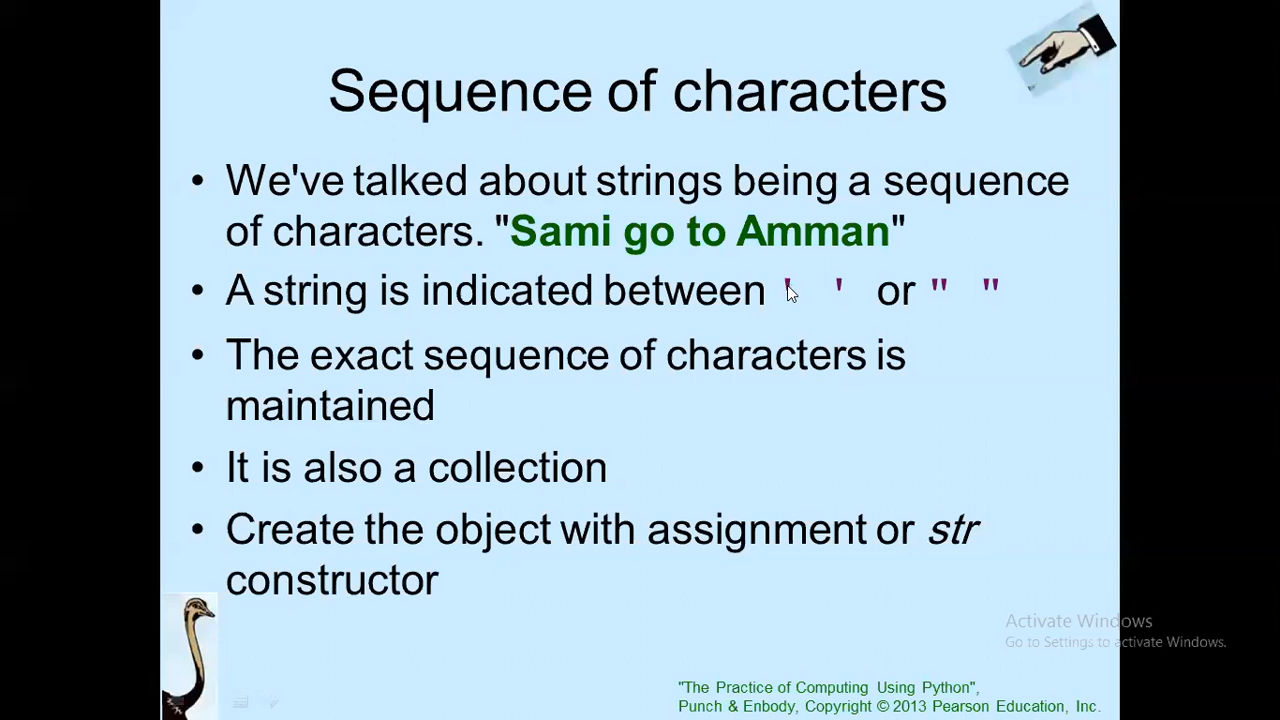 Sequence of characters
• We've talked about strings being a sequence
of characters. "Sami go to Amman"
• A string is indicated between ' ' or " "
• The exact sequence of characters is
maintained
• It is also a collection
• Create the object with assignment or str
constructor
Activate Windows
Go to Settings to activate Windows.
"The Practice of Computing Using Python",
Punch & Enbody, Copyright © 2013 Pearson Education, Inc.